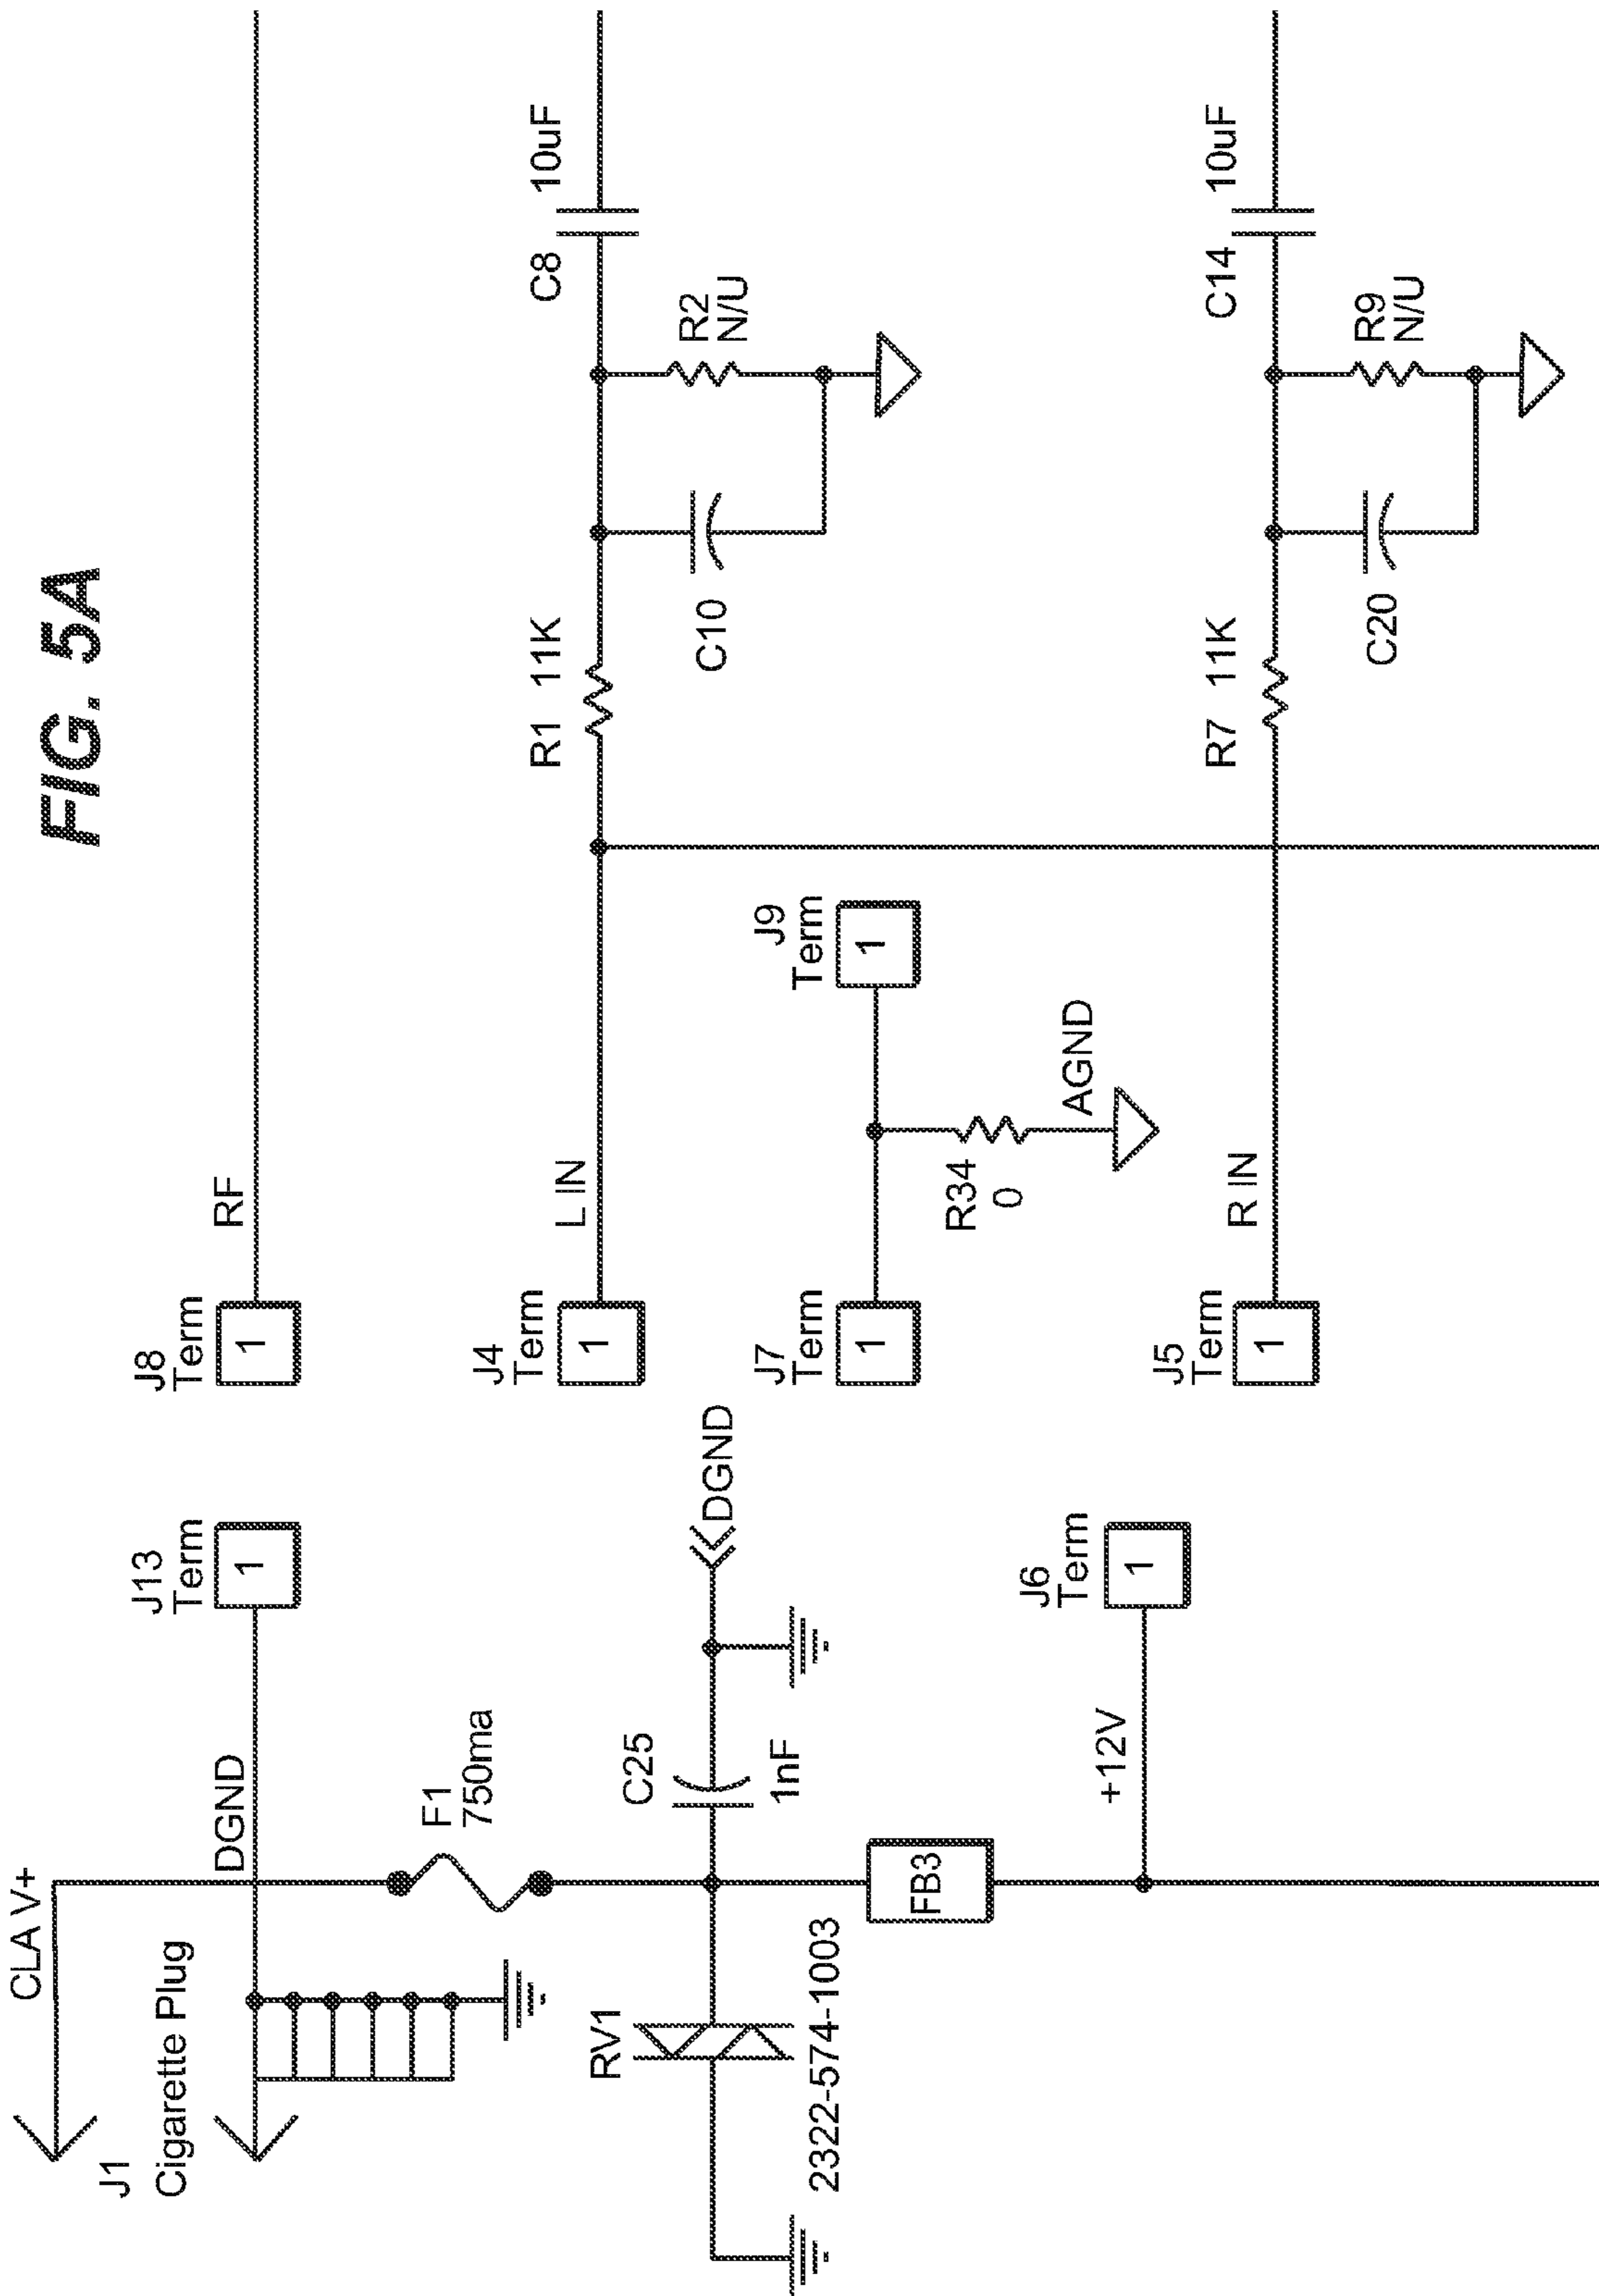 FIG. 5A
CLA V+
J1
Cigarette Plug
DGND
J13
Term
1
J8
Term
1
RF
F1
750ma
J4
Term
1
L IN
R1 11K
C8 10uF
C10
R2
N/U
RV1
2322-574-1003
C25
1nF
DGND
J7
Term
1
J9
Term
1
R34
0
AGND
FB3
+12V
J6
Term
1
J5
Term
1
R IN
R7 11K
C14 10uF
C20
R9
N/U